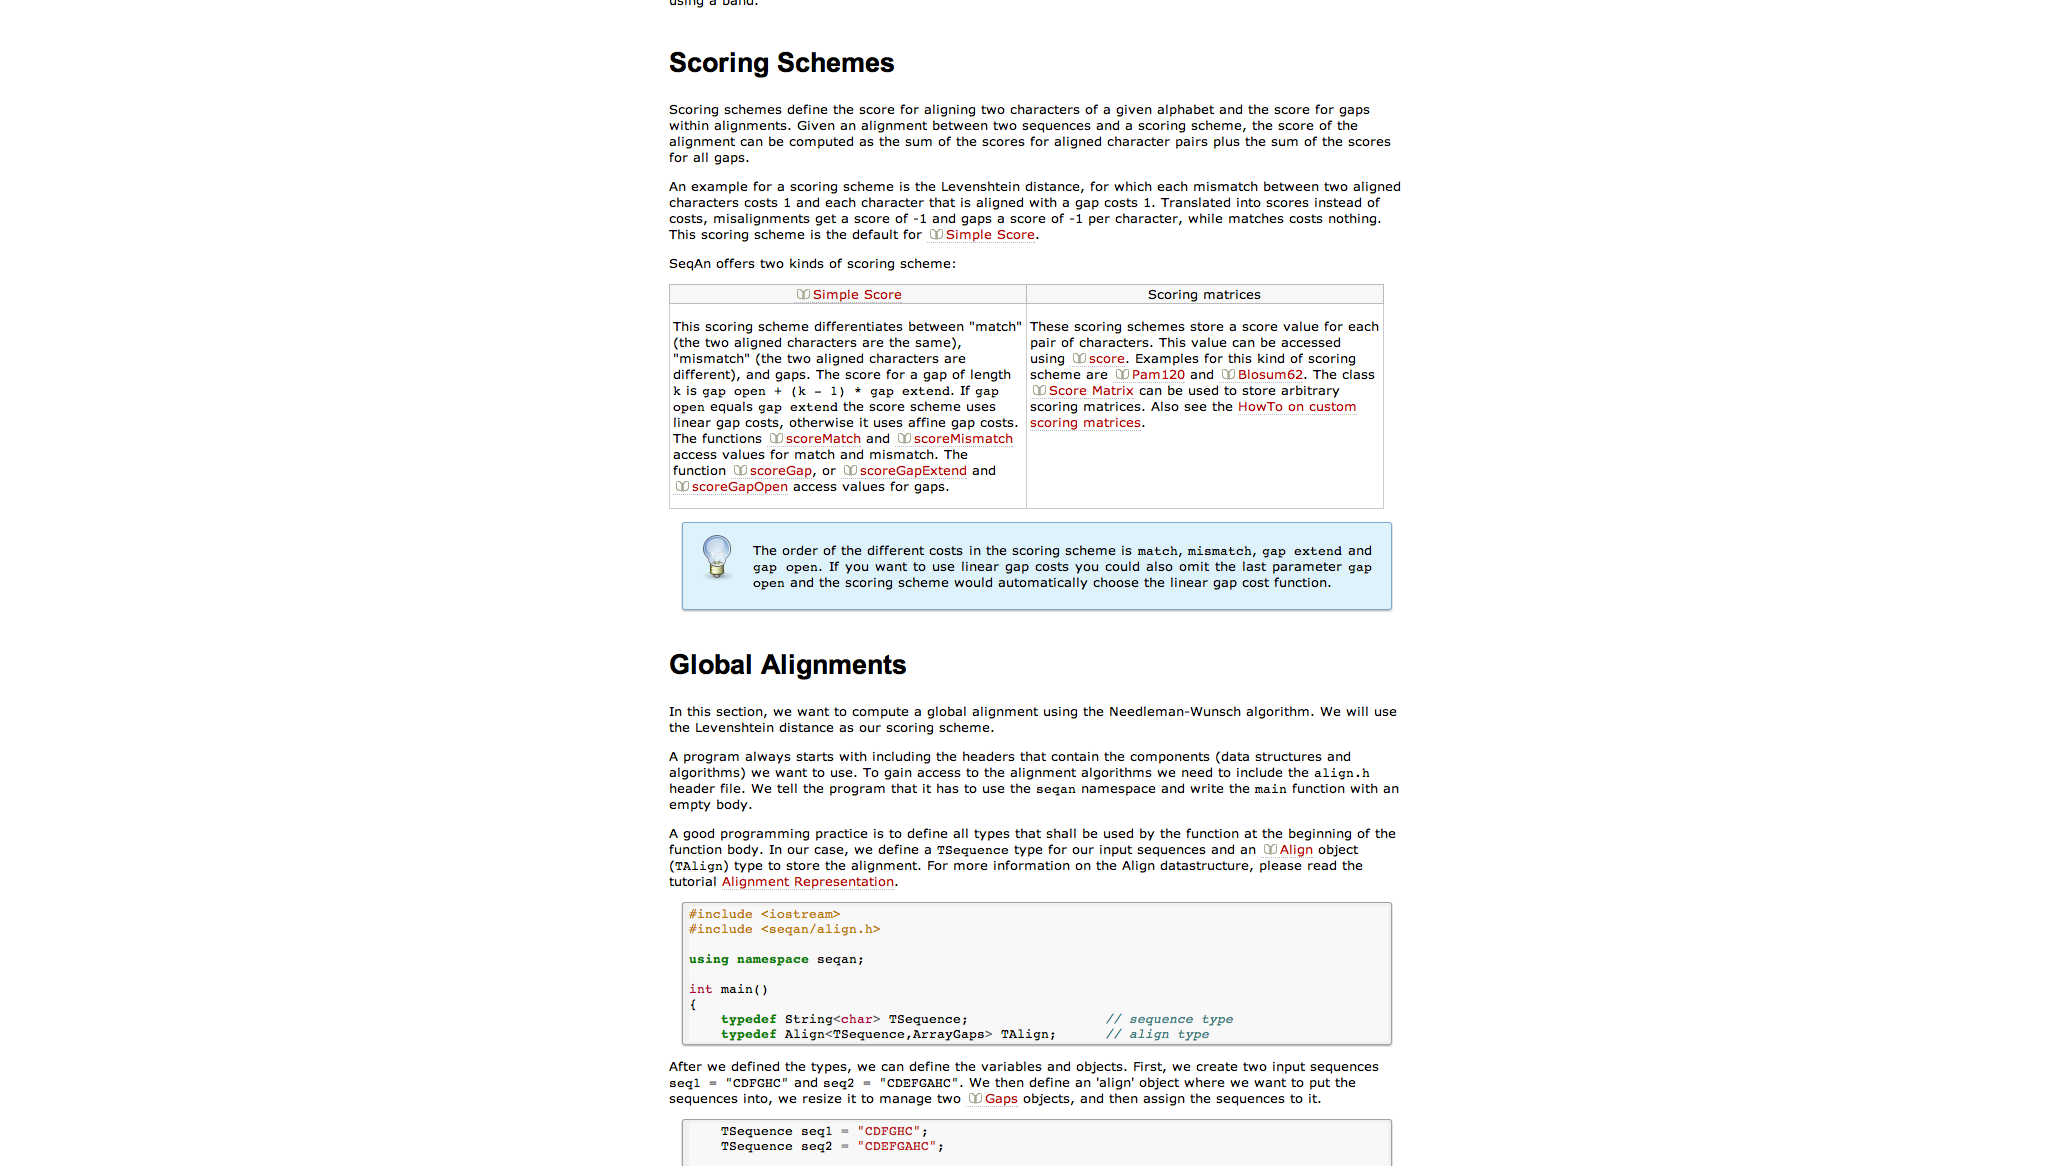 using a band.
Scoring Schemes
Scoring schemes define the score for aligning two characters of a given alphabet and the score for gaps
within alignments. Given an alignment between two sequences and a scoring scheme, the score of the
alignment can be computed as the sum of the scores for aligned character pairs plus the sum of the scores
for all gaps.
An example for a scoring scheme is the Levenshtein distance, for which each mismatch between two aligned
characters costs 1 and each character that is aligned with a gap costs 1. Translated into scores instead of
costs, misalignments get a score of -1 and gaps a score of -1 per character, while matches costs nothing.
This scoring scheme is the default for Simple Score.
SeqAn offers two kinds of scoring scheme:
Simple Score
This scoring scheme differentiates between "match"
(the two aligned characters are the same),
"mismatch" (the two aligned characters are
different), and gaps. The score for a gap of length
k is gap open + (k - 1) * gap extend. If gap
open equals gap extend the score scheme uses
linear gap costs, otherwise it uses affine gap costs.
The functions scoreMatch and scoreMismatch
access values for match and mismatch. The
function scoreGap, or scoreGapExtend and
scoreGapOpen access values for gaps.
Scoring matrices
These scoring schemes store a score value for each
pair of characters. This value can be accessed
using score. Examples for this kind of scoring
scheme are Pam120 and Blosum62. The class
Score Matrix can be used to store arbitrary
scoring matrices. Also see the HowTo on custom
scoring matrices.
The order of the different costs in the scoring scheme is match, mismatch, gap extend and
gap open. If you want to use linear gap costs you could also omit the last parameter gap
open and the scoring scheme would automatically choose the linear gap cost function.
Global Alignments
In this section, we want to compute a global alignment using the Needleman-Wunsch algorithm. We will use
the Levenshtein distance as our scoring scheme.
A program always starts with including the headers that contain the components (data structures and
algorithms) we want to use. To gain access to the alignment algorithms we need to include the align.h
header file. We tell the program that it has to use the seqan namespace and write the main function with an
empty body.
A good programming practice is to define all types that shall be used by the function at the beginning of the
function body. In our case, we define a TSequence type for our input sequences and an Align object
(TAlign) type to store the alignment. For more information on the Align datastructure, please read the
tutorial Alignment Representation.
#include <iostream>
#include <seqan/align.h>
using namespace seqan;
int main()
{
typedef String<char> TSequence; // sequence type
typedef Align<TSequence,ArrayGaps> TAlign; // align type
After we defined the types, we can define the variables and objects. First, we create two input sequences
seq1 = "CDFGHC" and seq2 = "CDEFGAHC". We then define an 'align' object where we want to put the
sequences into, we resize it to manage two Gaps objects, and then assign the sequences to it.
TSequence seq1 = "CDFGHC";
TSequence seq2 = "CDEFGAHC";